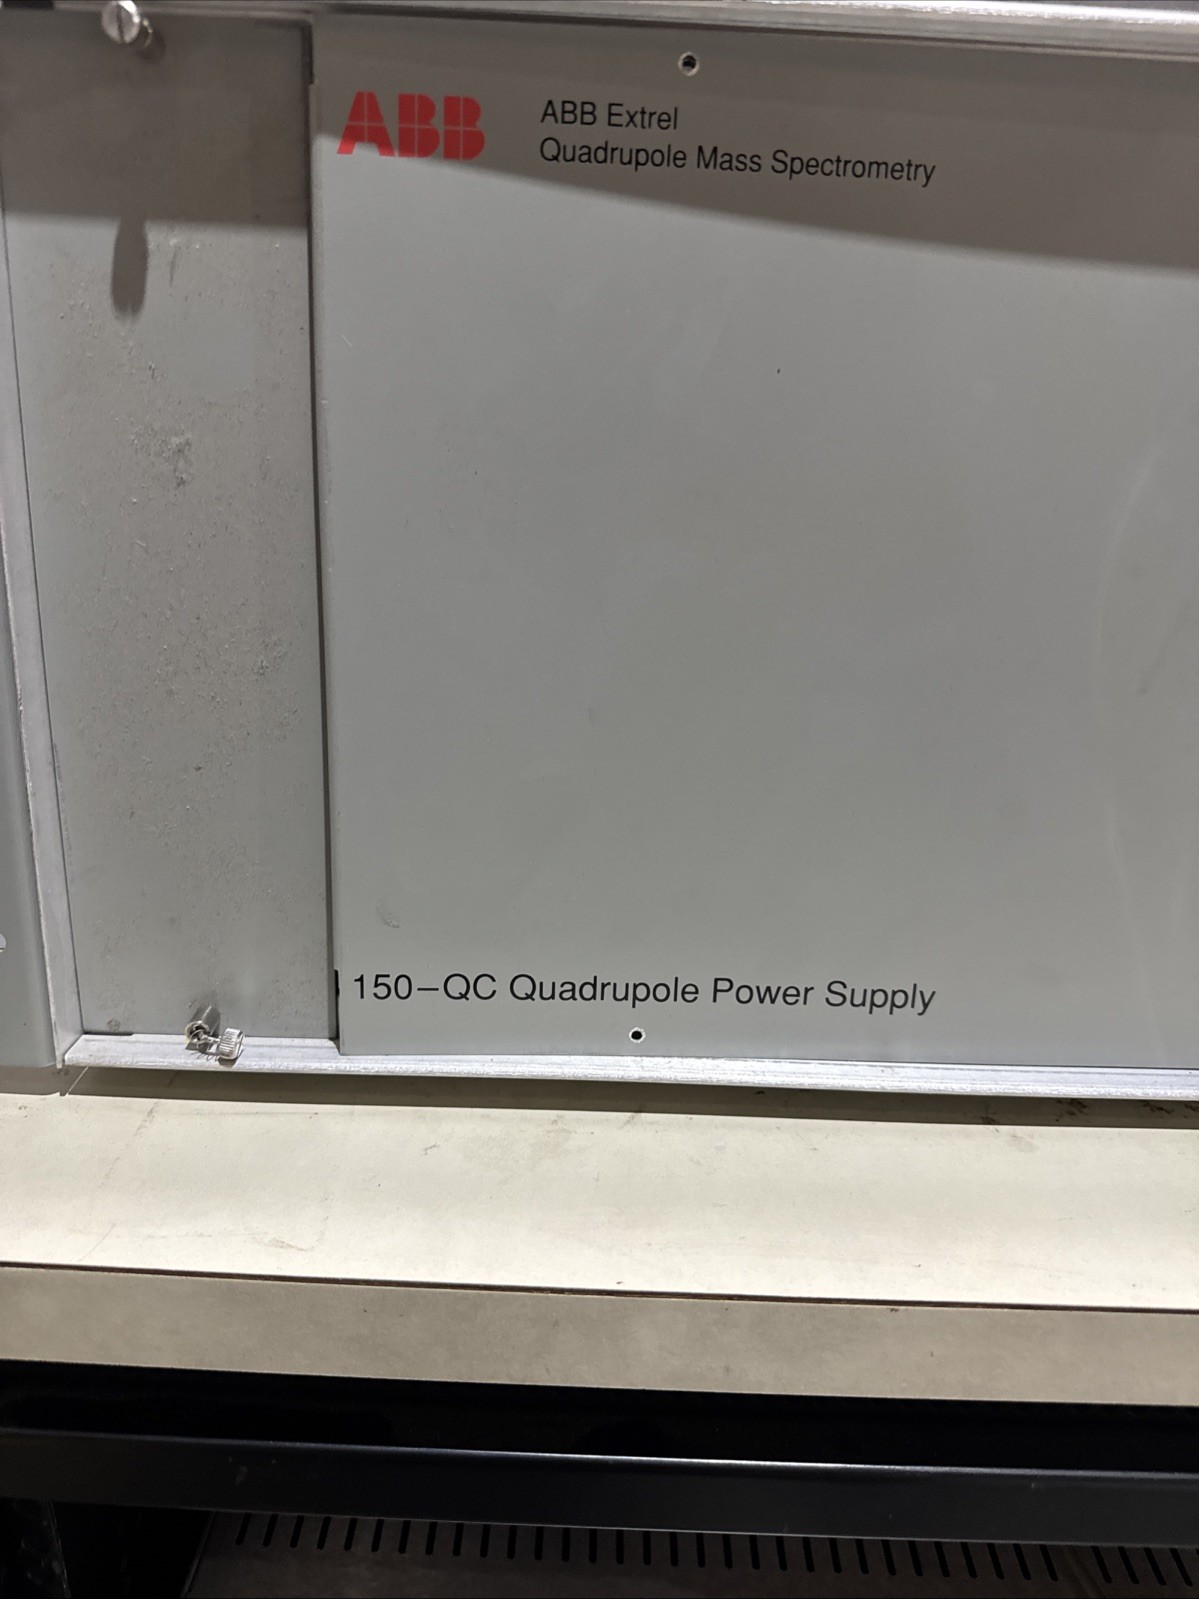 ABB
ABB Extrel
Quadrupole Mass Spectrometry
150-QC Quadrupole Power Supply